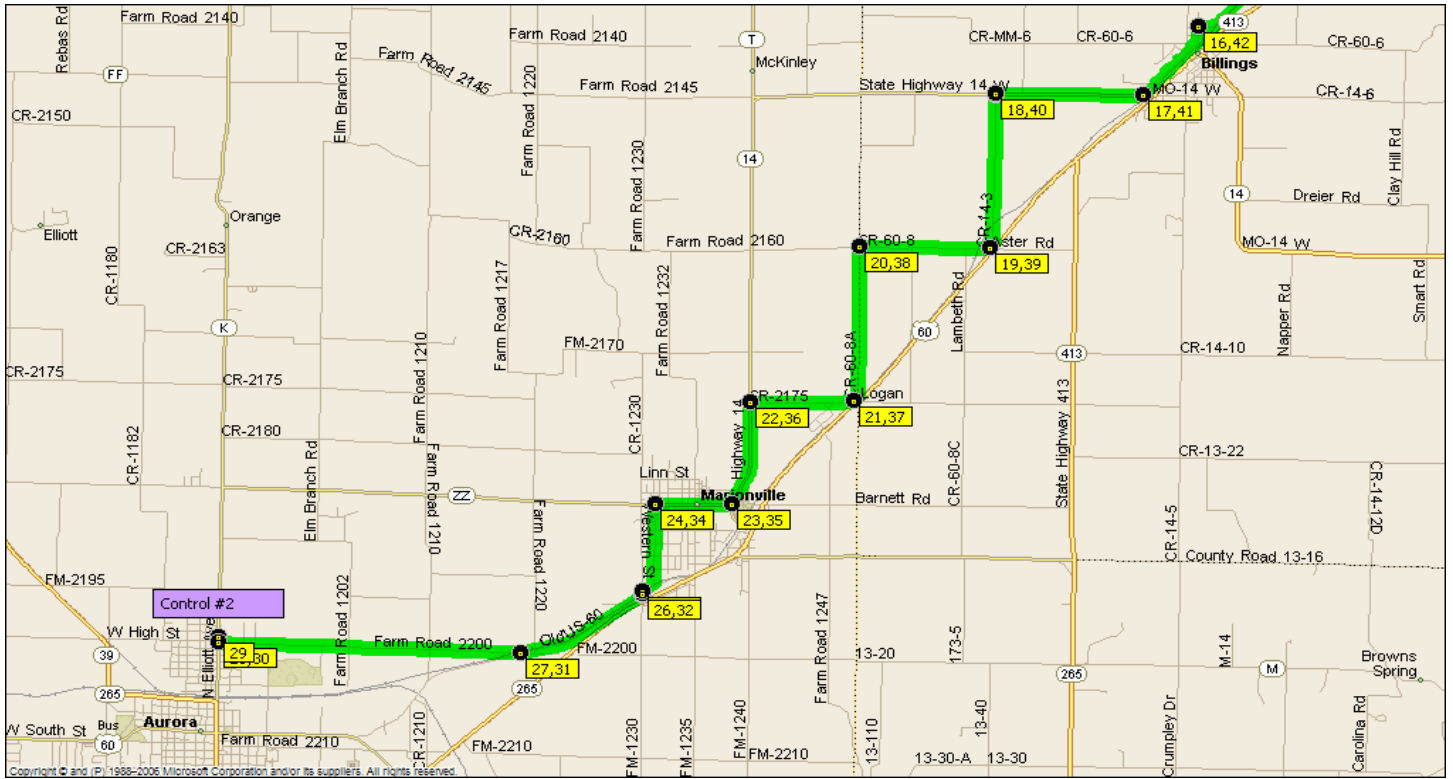 Farm Road 2140
Rebas Rd
FF
Elm Branch Rd
Farm Road 2145
Farm Road 1220
Farm Road 2140
T
McKinley
Farm Road 2145
CR-MM-6
CR-60-6
413
16,42
Billings
CR-60-6
State Highway 14 W
MO-14 W
18,40
17,41
CR-14-6
CR-2150
Farm Road 1230
14
Clay Hill Rd
14
Dreier Rd
Orange
Elliott
CR-2163
CR-1180
CR-2160
Farm Road 2160
CR-14-3
20,38
19,39
MO-14 W
Farm Road 1217
Farm Road 1232
Lambeth Rd
Napper Rd
Smart Rd
K
60
Farm Road 1210
FM-2170
CR-60-8A
413
CR-14-10
CR-2175
CR-2175
CR-2175
Logan
22,36
21,37
CR-1182
CR-2180
Elm Branch Rd
Farm Road 1210
CR-1230
Highway 14
CR-60-8C
State Highway 413
CR-13-22
CR-14-12D
Linn St
ZZ
Marionville
Barnett Rd
24,34
23,35
CR-14-5
Farm Road 1220
Western St
County Road 13-16
FM-2195
Farm Road 1202
Control #2
26,32
Farm Road 1247
W High St
Farm Road 2200
Old US-60
FM-2200
13-20
173-5
M-14
Browns
Spring
29
27,31
39
N Elliott Ave
265
265
265
M
W South St
Bus
60
Aurora
Farm Road 2210
CR-1210
FM-2210
FM-1230
FM-1235
FM-1240
FM-2210
13-110
13-40
13-30-A
13-30
Crumpley Dr
Carolina Rd
Copyright © and (P) 1988–2006 Microsoft Corporation and/or its suppliers. All rights reserved.